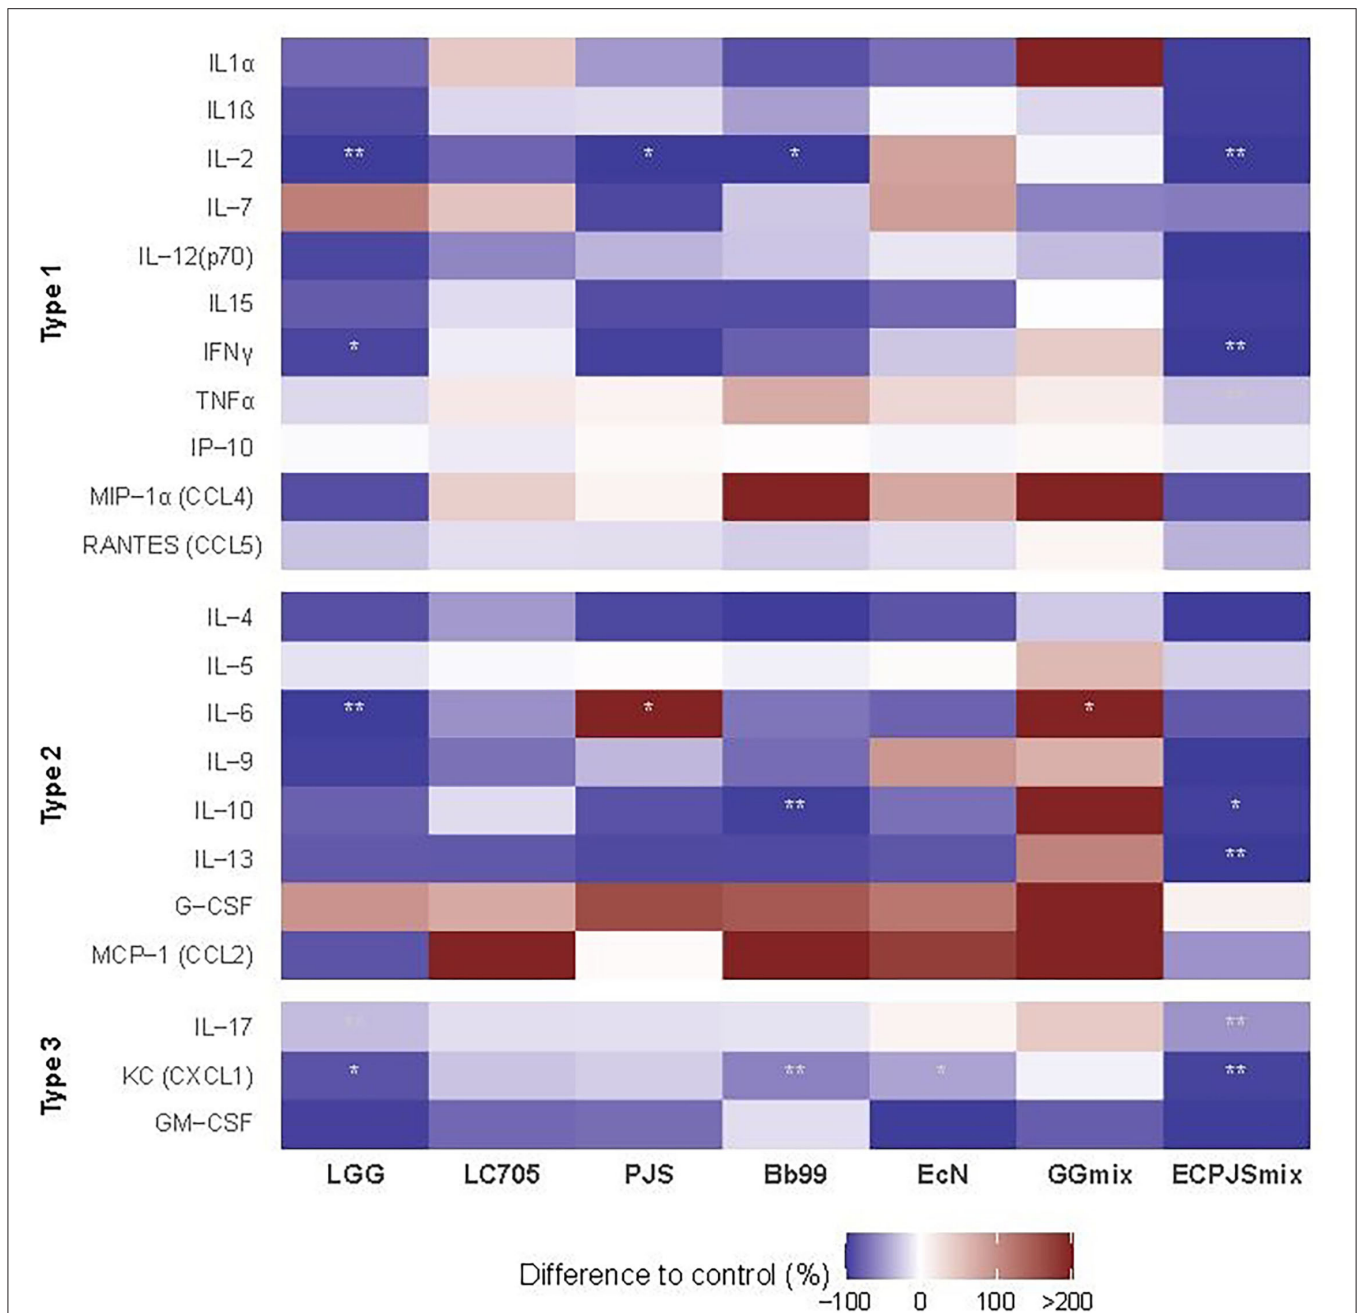 IL1α
IL1ß
IL−2 ** * * **
IL−7
IL−12(p70)
Type 1
IL15
IFNγ * **
TNFα **
IP−10
MIP−1α (CCL4)
RANTES (CCL5)
IL−4
IL−5
IL−6 ** * *
Type 2
IL−9
IL−10 ** *
IL−13 **
G−CSF
MCP−1 (CCL2)
IL−17 ** **
Type 3
KC (CXCL1) * ** * **
GM−CSF
LGG LC705 PJS Bb99 EcN GGmix ECPJSmix
Difference to control (%)
−100 0 100 >200